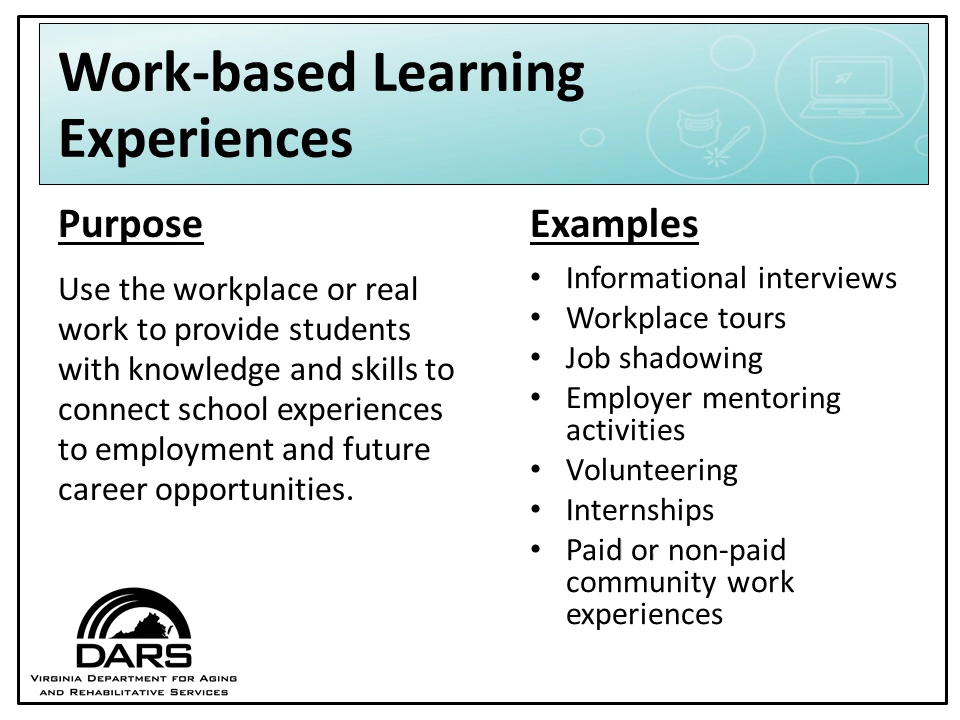 Work-based Learning
Experiences
Purpose
Use the workplace or real
work to provide students
with knowledge and skills to
connect school experiences
to employment and future
career opportunities.
Examples
• Informational interviews
• Workplace tours
• Job shadowing
• Employer mentoring
activities
• Volunteering
• Internships
• Paid or non-paid
community work
experiences
DARS
VIRGINIA DEPARTMENT FOR AGING
AND REHABILITATIVE SERVICES